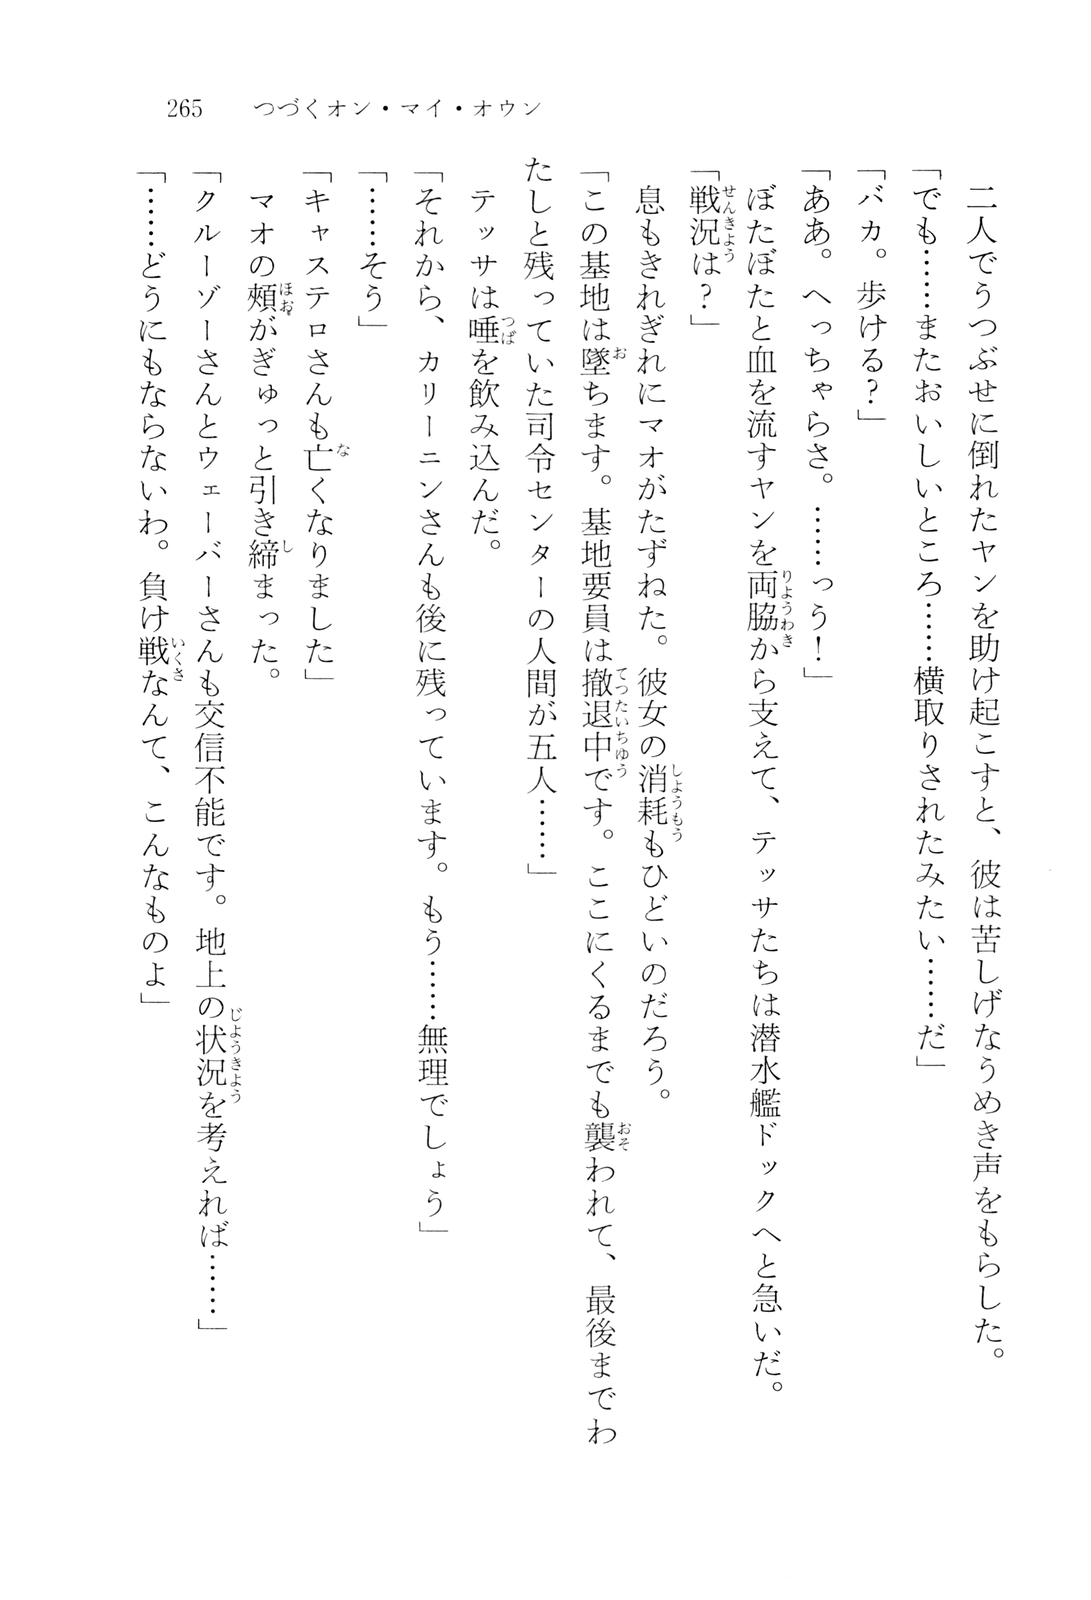 265　つづくオン・マイ・オウン
　二人でうつぶせに倒れたヤンを助け起こすと、彼は苦しげなうめき声をもらした。
「でも……またおいしいところ……横取りされたみたい……だ」
「バカ。歩ける？」
「ああ。へっちゃらさ。……っう！」
　ぼたぼたと血を流すヤンを両脇から支えて、テッサたちは潜水艦ドックへと急いだ。
「戦況は？」
　息もきれぎれにマオがたずねた。彼女の消耗もひどいのだろう。
「この基地は墜ちます。基地要員は撤退中です。ここにくるまでも襲われて、最後までわ
たしと残っていた司令センターの人間が五人……」
　テッサは唾を飲み込んだ。
「それから、カリーニンさんも後に残っています。もう……無理でしょう」
「……そう」
「キャステロさんも亡くなりました」
　マオの頰がぎゅっと引き締まった。
「クルーゾーさんとウェーバーさんも交信不能です。地上の状況を考えれば……」
「……どうにもならないわ。負け戦なんて、こんなものよ」